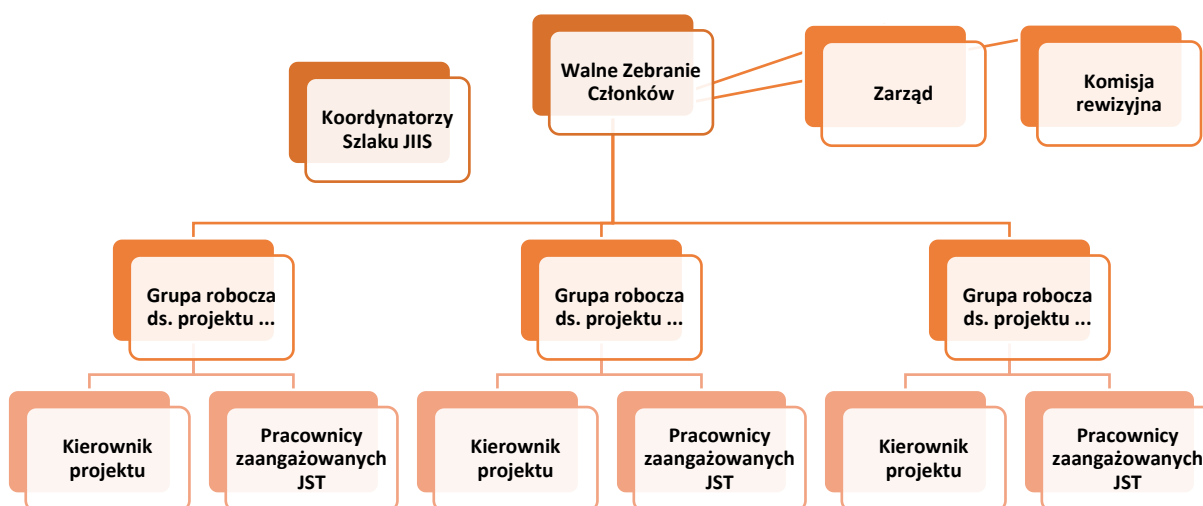 Walne Zebranie
Członków
Zarząd
Komisja
rewizyjna
Koordynatorzy
Szlaku JIIS
Grupa robocza
ds. projektu ...
Grupa robocza
ds. projektu ...
Grupa robocza
ds. projektu ...
Kierownik
projektu
Pracownicy
zaangażowanych
JST
Kierownik
projektu
Pracownicy
zaangażowanych
JST
Kierownik
projektu
Pracownicy
zaangażowanych
JST